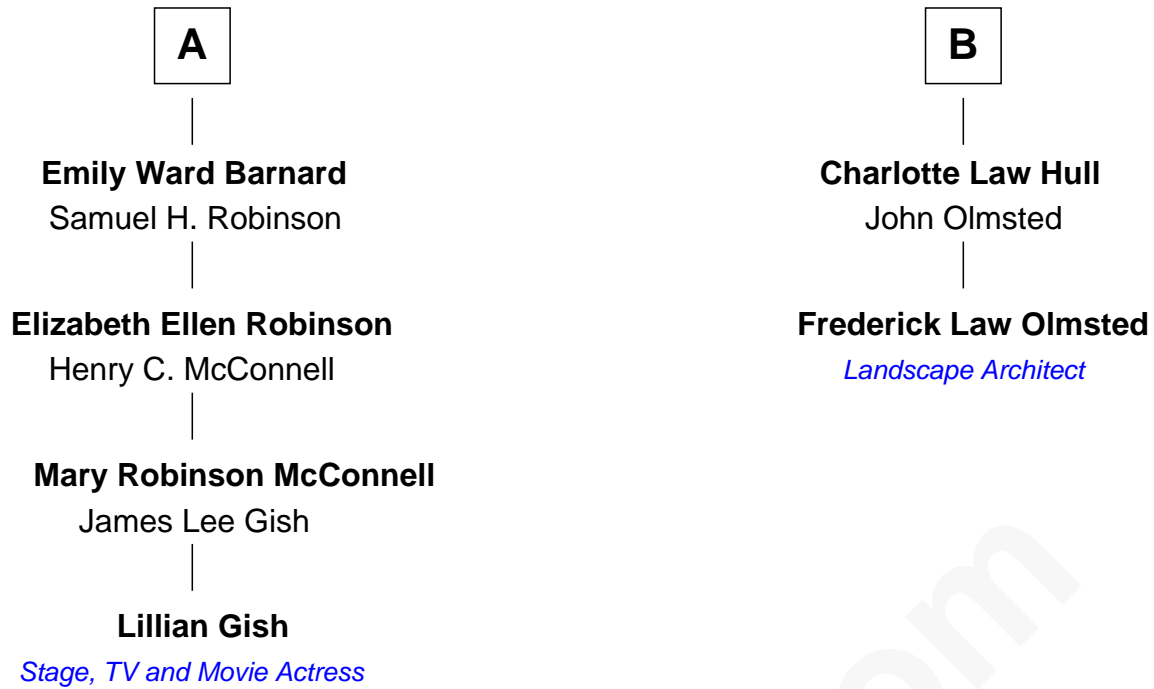 A
Emily Ward Barnard
Samuel H. Robinson
Elizabeth Ellen Robinson
Henry C. McConnell
Mary Robinson McConnell
James Lee Gish
Lillian Gish
Stage, TV and Movie Actress
B
Charlotte Law Hull
John Olmsted
Frederick Law Olmsted
Landscape Architect
om